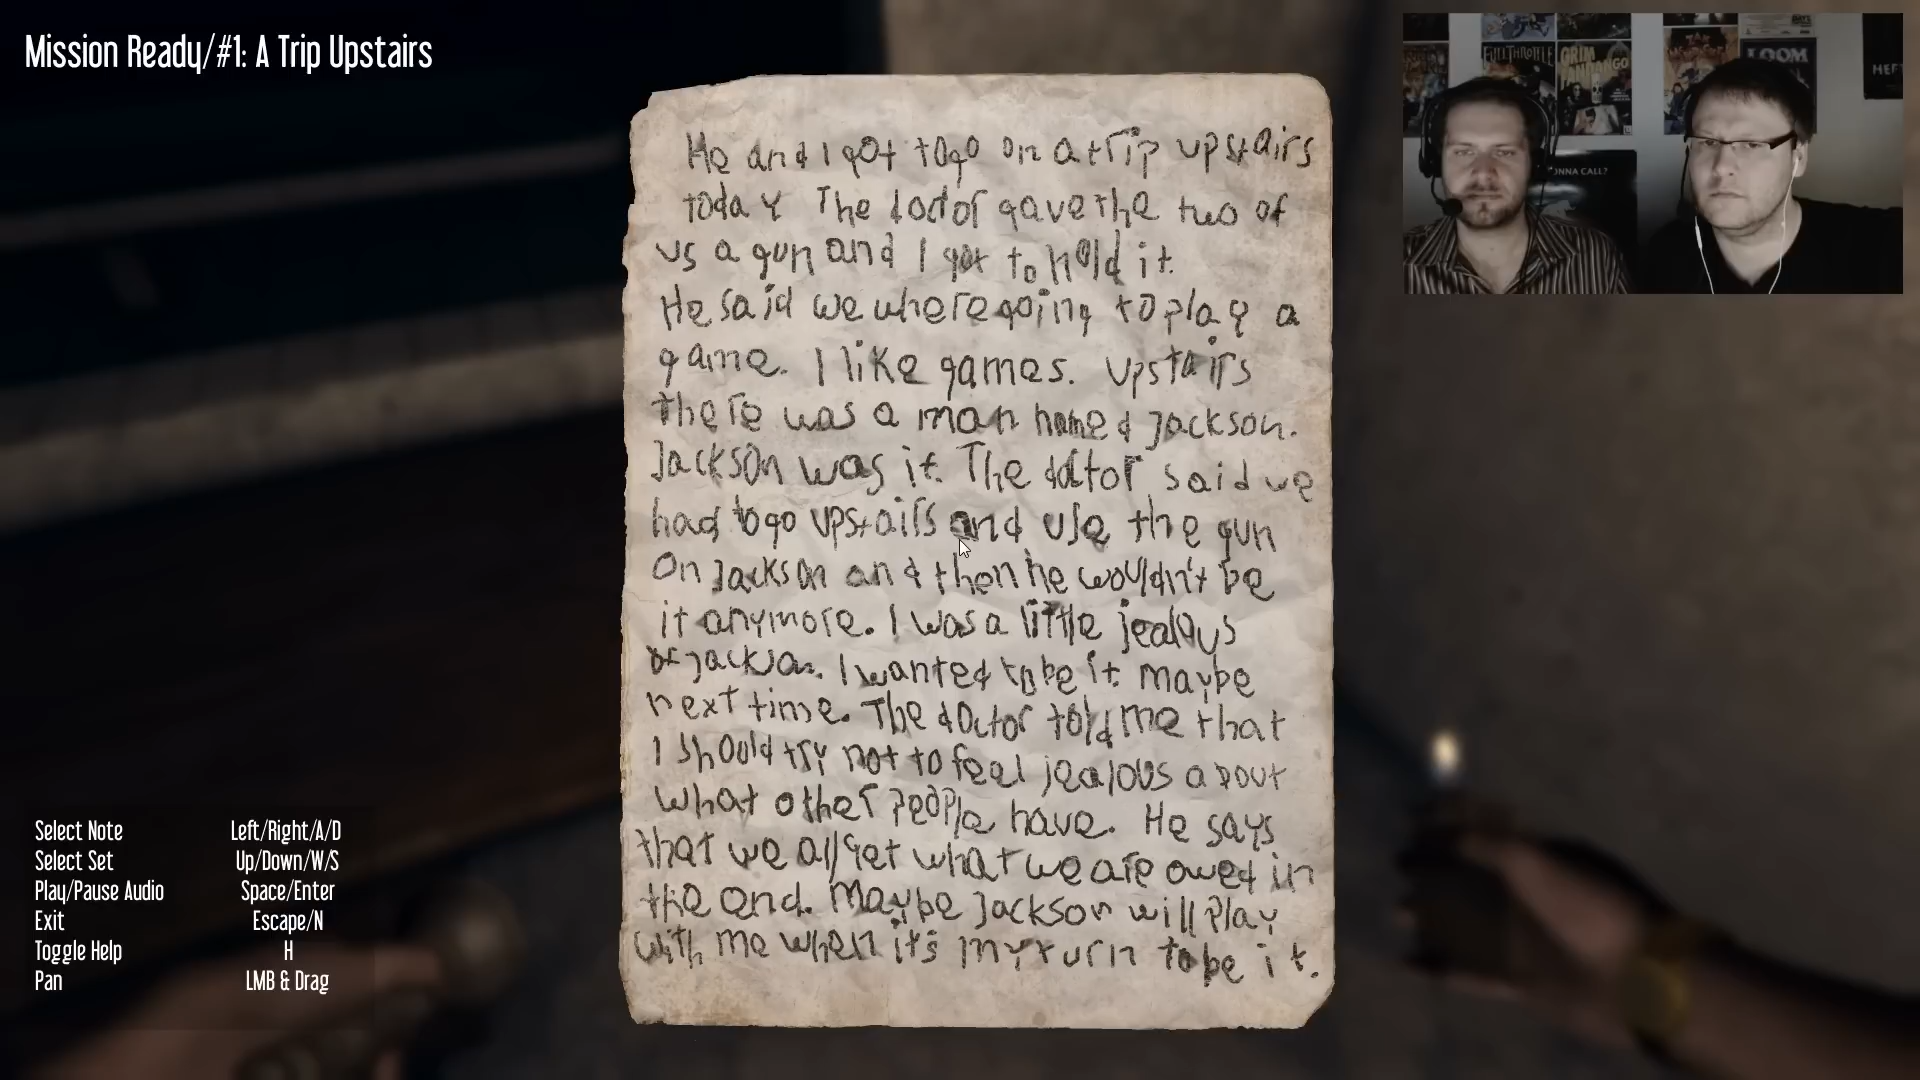 Mission Ready/#1: A Trip Upstairs
He and I got to go on a trip upstairs
today The doctor gave the two of
us a gun and I got to hold it.
He said we where going to play a
game. I like games. Upstairs
there was a man named Jackson.
Jackson was it. The doctor said we
had to go upstairs and use the gun
on Jackson and then he wouldn't be
it anymore. I was a little jealous
of Jackson. I wanted to be it. maybe
next time. The doctor told me that
I should try not to feel jealous about
what other people have. He says
that we all get what we are owed in
the end. Maybe Jackson will play
with me when it's my turn to be it.
Select Note Left/Right/A/D
Select Set Up/Down/W/S
Play/Pause Audio Space/Enter
Exit Escape/N
Toggle Help H
Pan LMB & Drag
FULL THROTTLE
GRIM FANDANGO
LOOM
ONNA CALL?